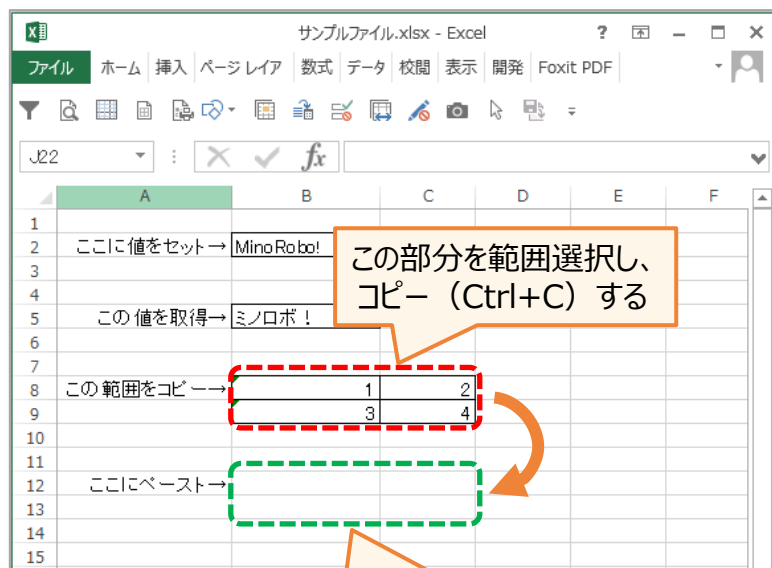 サンプルファイル.xlsx - Excel
ファイル ホーム 挿入 ページ レイア 数式 データ 校閲 表示 開発 Foxit PDF
J22 fx
A B C D E F
1
2 ここに値をセット→ MinoRobo!
3
4
5 この値を取得→ ミノロボ！
6
7
8 この範囲をコピー→ 1 2
9 3 4
10
11
12 ここにペースト→
13
14
15
この部分を範囲選択し、
コピー（Ctrl+C）する